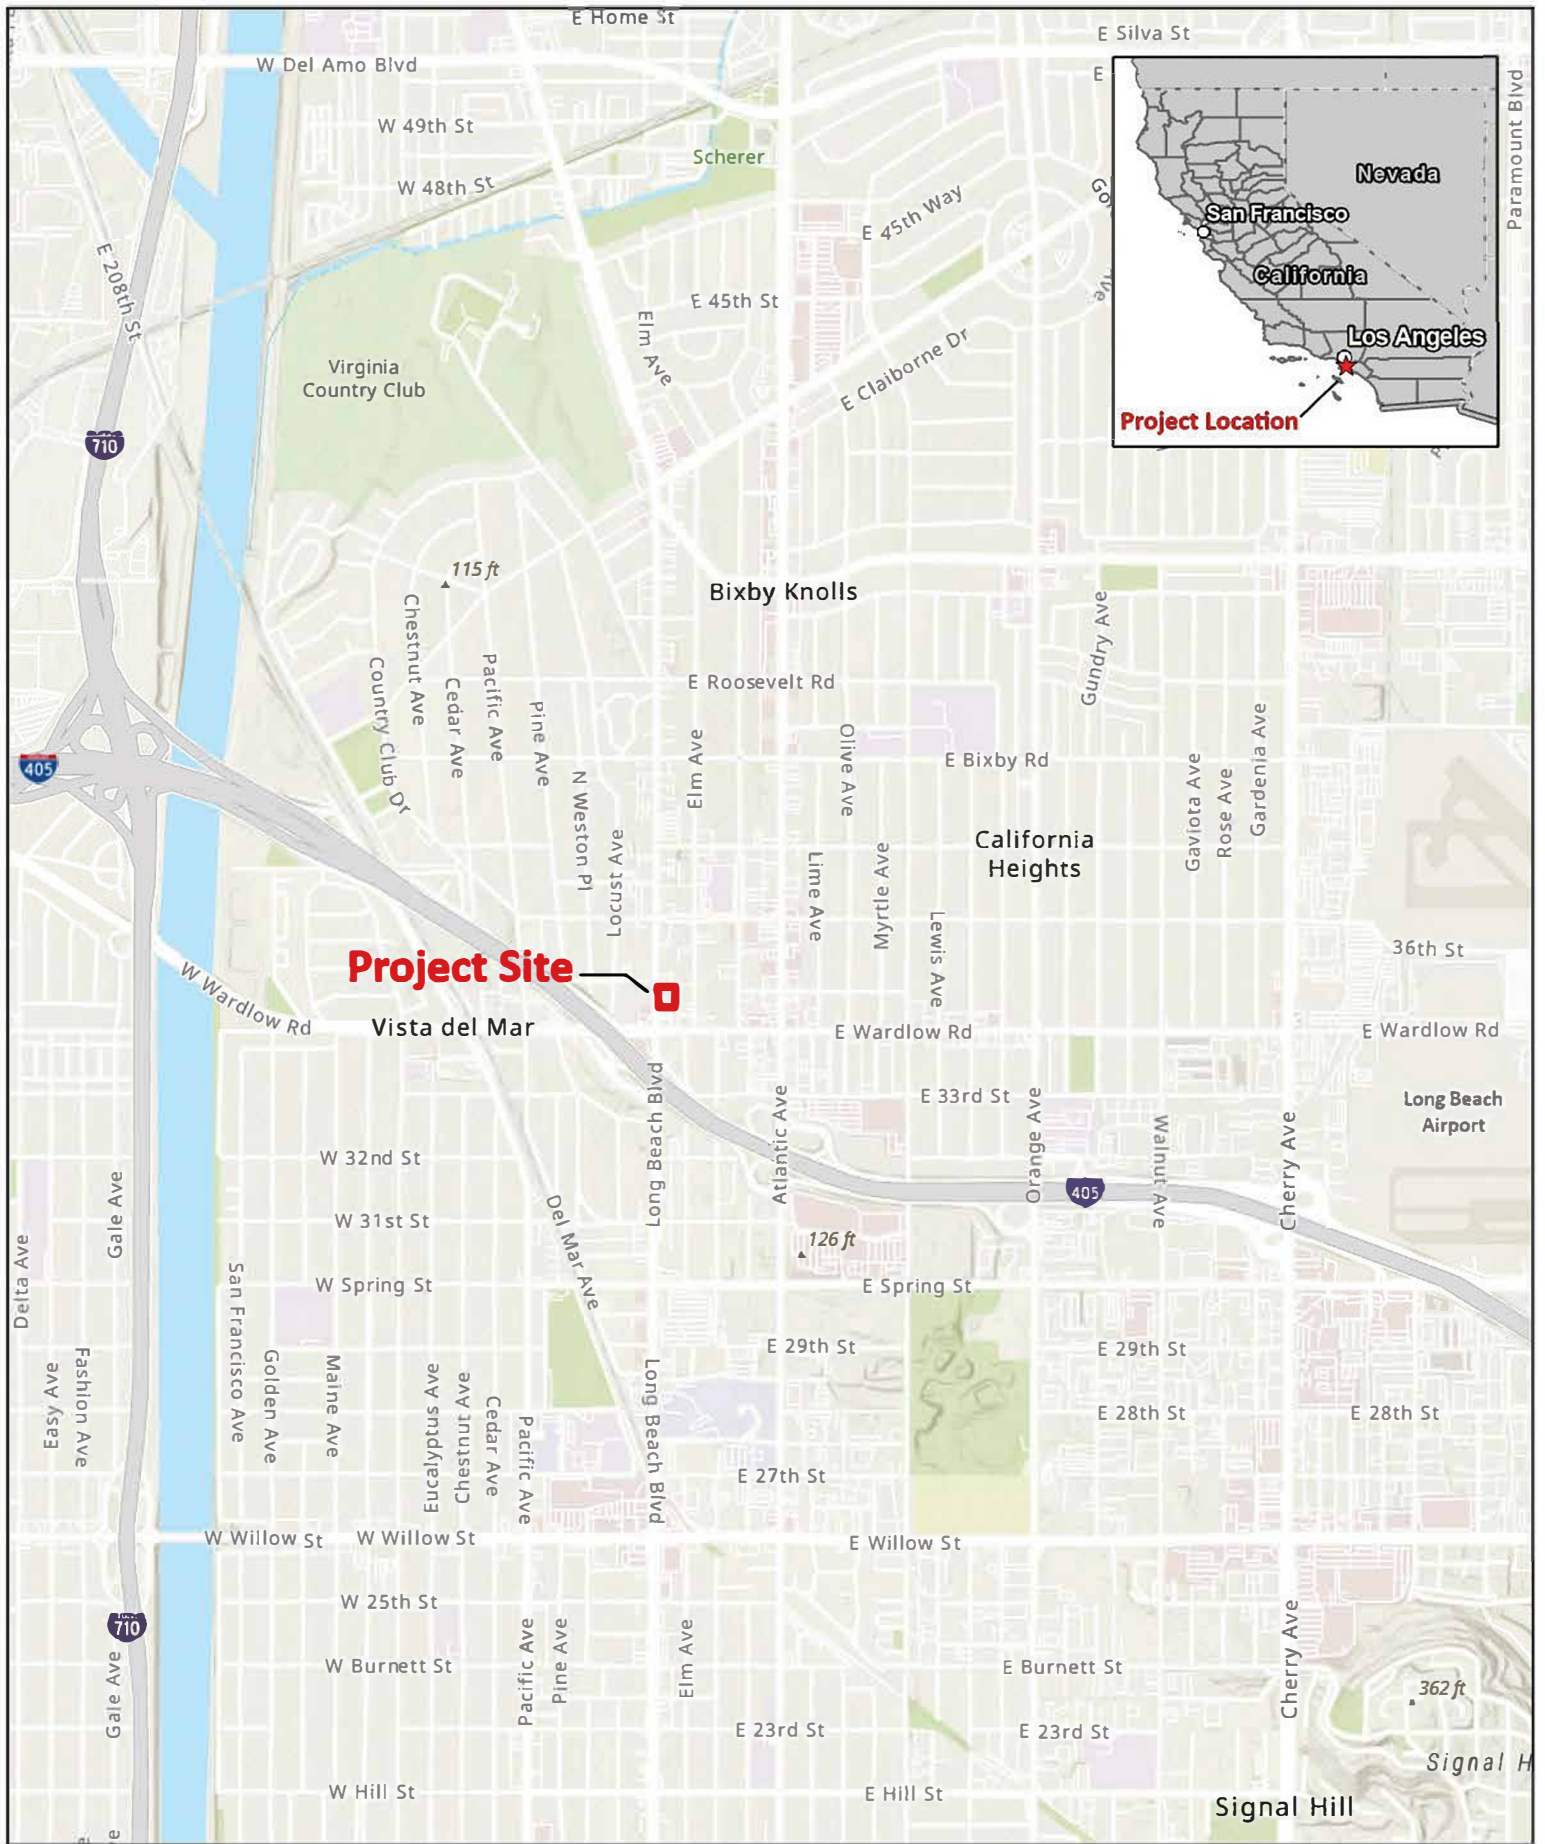 E Home St
E Silva St
W Del Amo Blvd
E
Paramount Blvd
W 49th St
Scherer
W 48th St
Nevada
San Francisco
California
Los Angeles
Project Location
E 45th Way
E 208th St
E 45th St
Elm Ave
E Claiborne Dr
Virginia
Country Club
710
115 ft
Bixby Knolls
Chestnut Ave
Gundry Ave
Country Club Dr
Cedar Ave
Pacific Ave
Pine Ave
E Roosevelt Rd
Elm Ave
Olive Ave
E Bixby Rd
Gaviota Ave
Rose Ave
Gardenia Ave
405
N Weston Pl
Locust Ave
Lime Ave
Myrtle Ave
California
Heights
Lewis Ave
36th St
Project Site
W Wardlow Rd
Vista del Mar
E Wardlow Rd
E Wardlow Rd
Long Beach Blvd
Atlantic Ave
E 33rd St
Orange Ave
Walnut Ave
Cherry Ave
Long Beach
Airport
W 32nd St
405
Gale Ave
W 31st St
Del Mar Ave
126 ft
Delta Ave
San Francisco Ave
W Spring St
E Spring St
E 29th St
E 29th St
Easy Ave
Fashion Ave
Golden Ave
Maine Ave
Eucalyptus Ave
Chestnut Ave
Cedar Ave
Pacific Ave
Long Beach Blvd
E 28th St
E 28th St
E 27th St
W Willow St
W Willow St
E Willow St
W 25th St
710
Gale Ave
W Burnett St
Pacific Ave
Pine Ave
Elm Ave
E Burnett St
Cherry Ave
362 ft
E 23rd St
E 23rd St
Signal H
W Hill St
E Hill St
Signal Hill